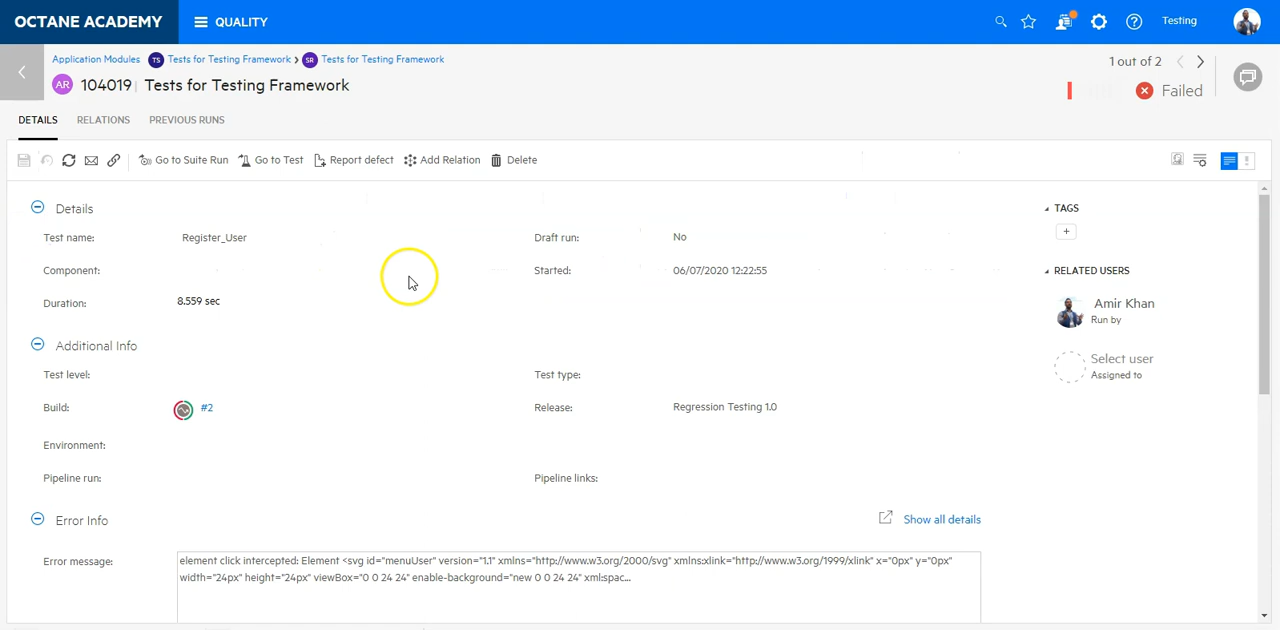 OCTANE ACADEMY
QUALITY
Testing
Application Modules TS Tests for Testing Framework > SR Tests for Testing Framework
1 out of 2
AR 104019 Tests for Testing Framework
Failed
DETAILS RELATIONS PREVIOUS RUNS
Go to Suite Run Go to Test Report defect Add Relation Delete
Details
Test name: Register_User Draft run: No
Component: Started: 06/07/2020 12:22:55
Duration: 8.559 sec
Additional Info
Test level: Test type:
Build: #2 Release: Regression Testing 1.0
Environment:
Pipeline run: Pipeline links:
Error Info Show all details
Error message: element click intercepted: Element <svg id="menuUser" version="1.1" xmlns="http://www.w3.org/2000/svg" xmlns:xlink="http://www.w3.org/1999/xlink" x="0px" y="0px"
width="24px" height="24px" viewBox="0 0 24 24" enable-background="new 0 0 24 24" xml:spac...
TAGS
+
RELATED USERS
Amir Khan
Run by
Select user
Assigned to